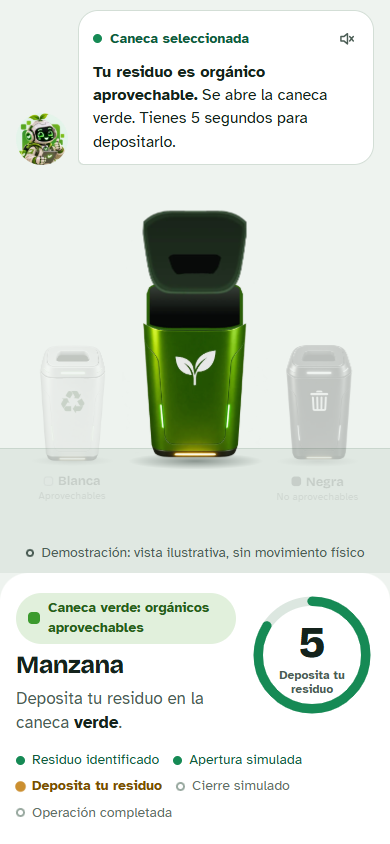 Caneca seleccionada
Tu residuo es orgánico
aprovechable. Se abre la caneca
verde. Tienes 5 segundos para
depositarlo.
Blanca
Aprovechables
Negra
No aprovechables
Demostración: vista ilustrativa, sin movimiento físico
Caneca verde: orgánicos
aprovechables
Manzana
Deposita tu residuo en la
caneca verde.
5
Deposita tu
residuo
Residuo identificado
Apertura simulada
Deposita tu residuo
Cierre simulado
Operación completada